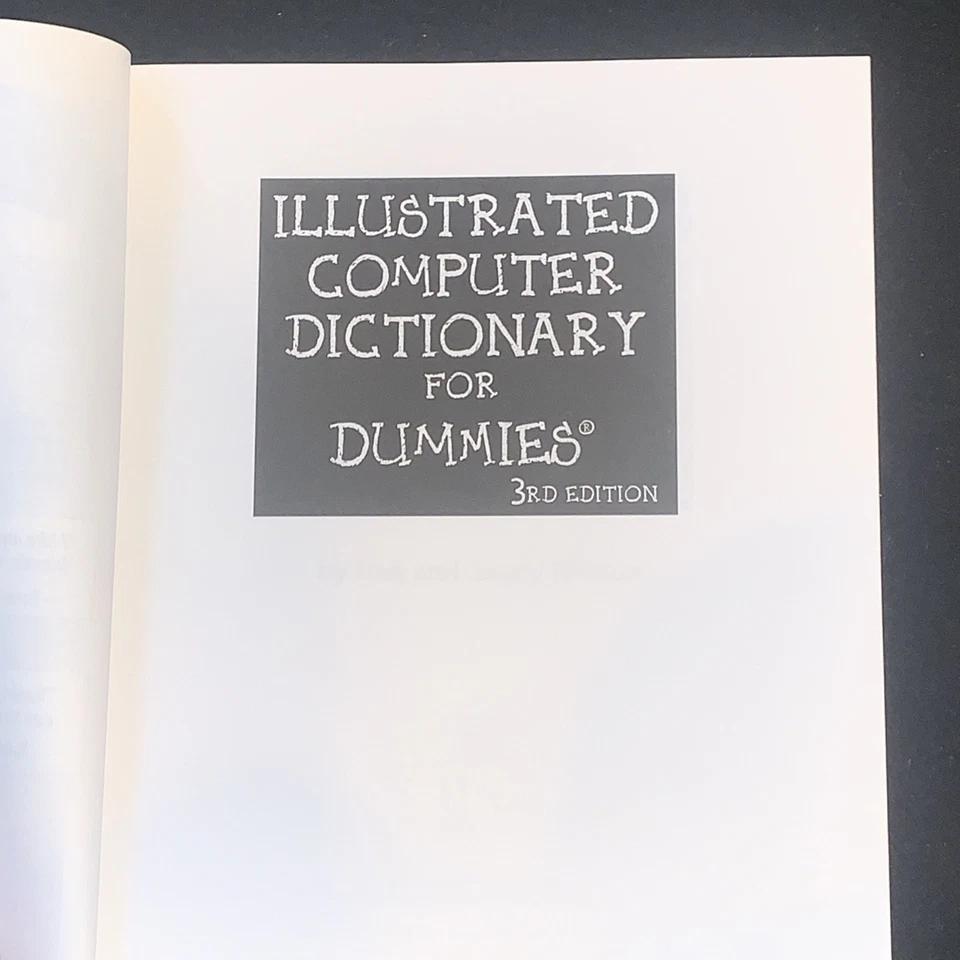 ILLUSTRATED
COMPUTER
DICTIONARY
FOR
DUMMIES®
3RD EDITION